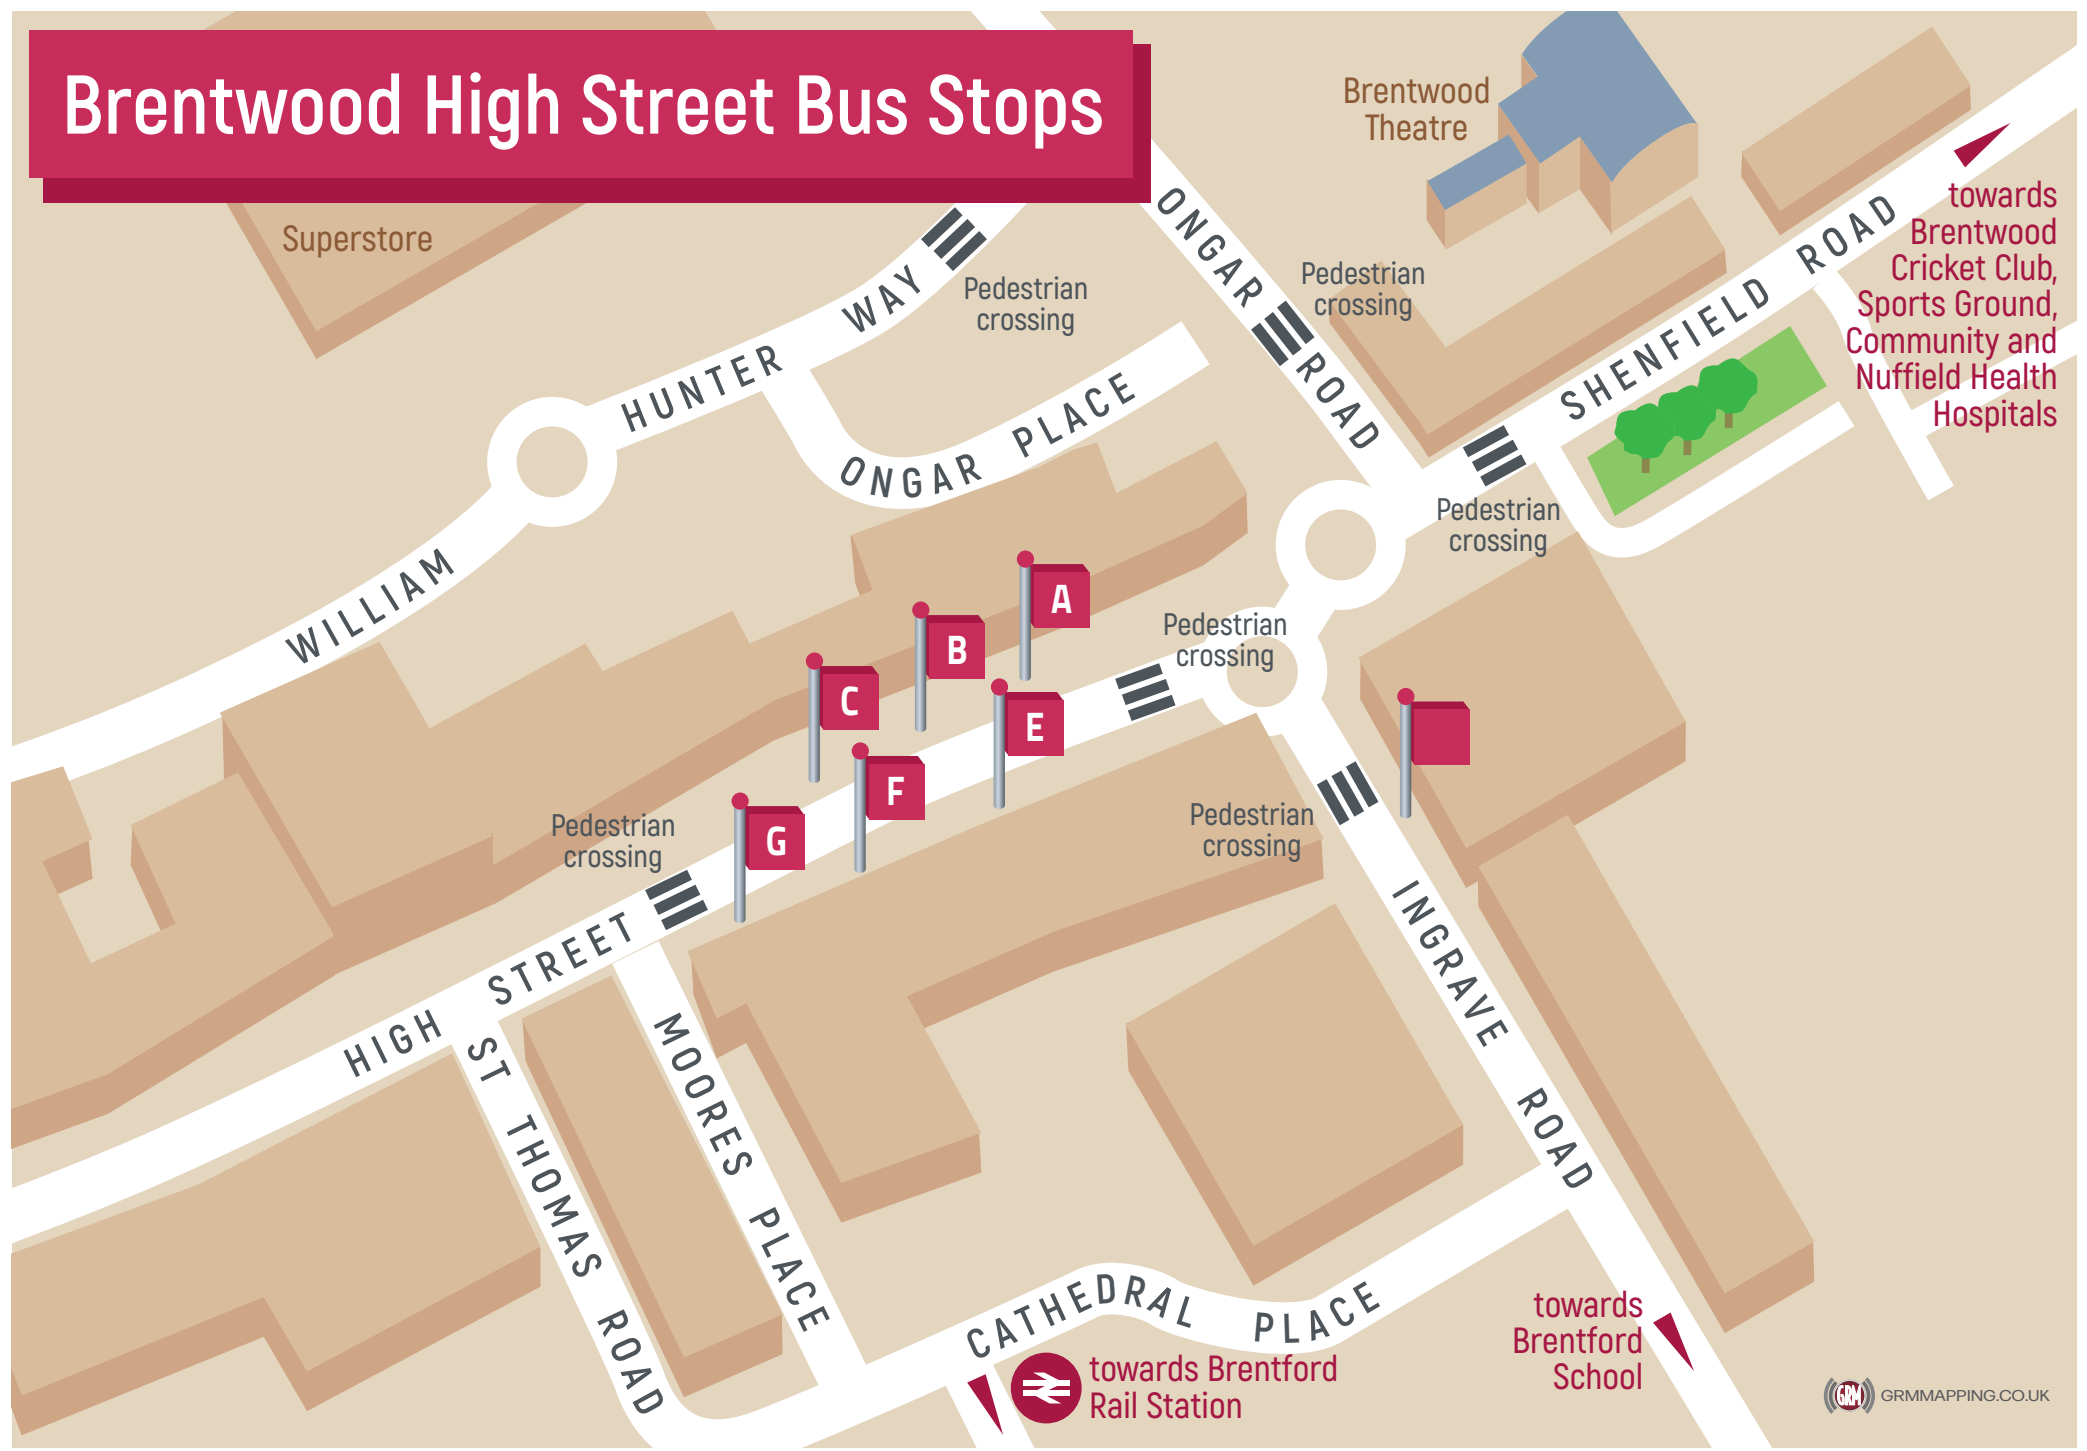 Brentwood High Street Bus Stops
Brentwood
Theatre
Superstore
ONGAR ROAD
Pedestrian
crossing
Pedestrian
crossing
SHENFIELD ROAD
towards
Brentwood
Cricket Club,
Sports Ground,
Community and
Nuffield Health
Hospitals
WILLIAM HUNTER WAY
ONGAR PLACE
Pedestrian
crossing
A
B
C
E
F
G
Pedestrian
crossing
Pedestrian
crossing
Pedestrian
crossing
HIGH STREET
INGRAVE ROAD
ST THOMAS ROAD
MOORES PLACE
CATHEDRAL PLACE
towards
Brentford
School
towards Brentford
Rail Station
GRM
GRMMAPPING.CO.UK